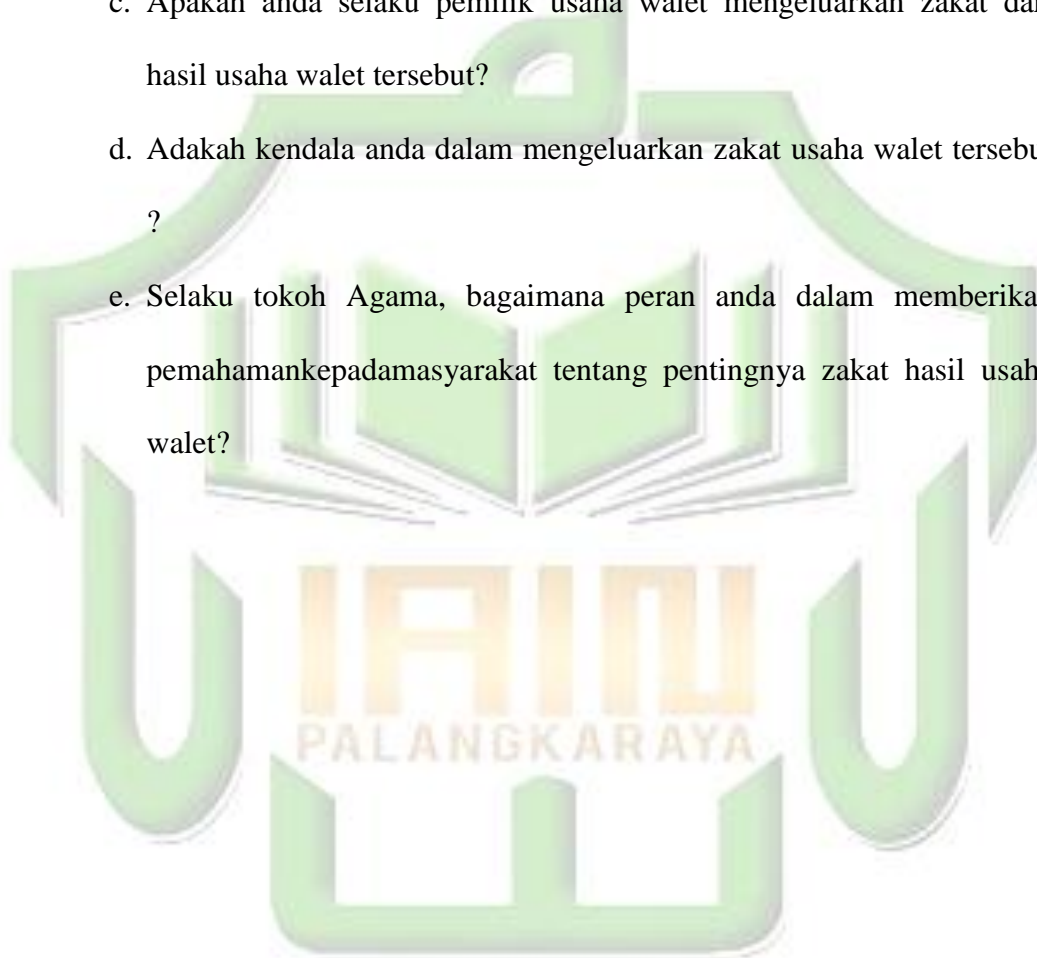 c. Apakah anda selaku pemilik usaha walet mengeluarkan zakat dar
hasil usaha walet tersebut?
d. Adakah kendala anda dalam mengeluarkan zakat usaha walet tersebu
?
e. Selaku tokoh Agama, bagaimana peran anda dalam memberika
pemahamankepadamasyarakat tentang pentingnya zakat hasil usah
walet?
IAIN
PALANGKARAYA